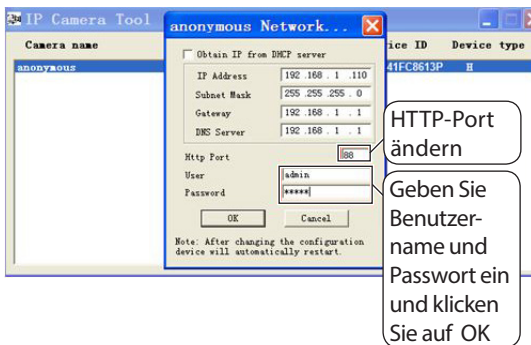 IP Camera Tool
Camera name
ice ID Device type
anonymous
41FC8613P H
anonymous Network...
Obtain IP from DHCP server
IP Address 192 .168 . 1 .110
Subnet Mask 255 .255 .255 . 0
Gateway 192 .168 . 1 . 1
DNS Server 192 .168 . 1 . 1
Http Port 88
User admin
Password *****
OK Cancel
Note: After changing the configuration
device will automatically restart.
HTTP-Port
ändern
Geben Sie
Benutzer-
name und
Passwort ein
und klicken
Sie auf OK